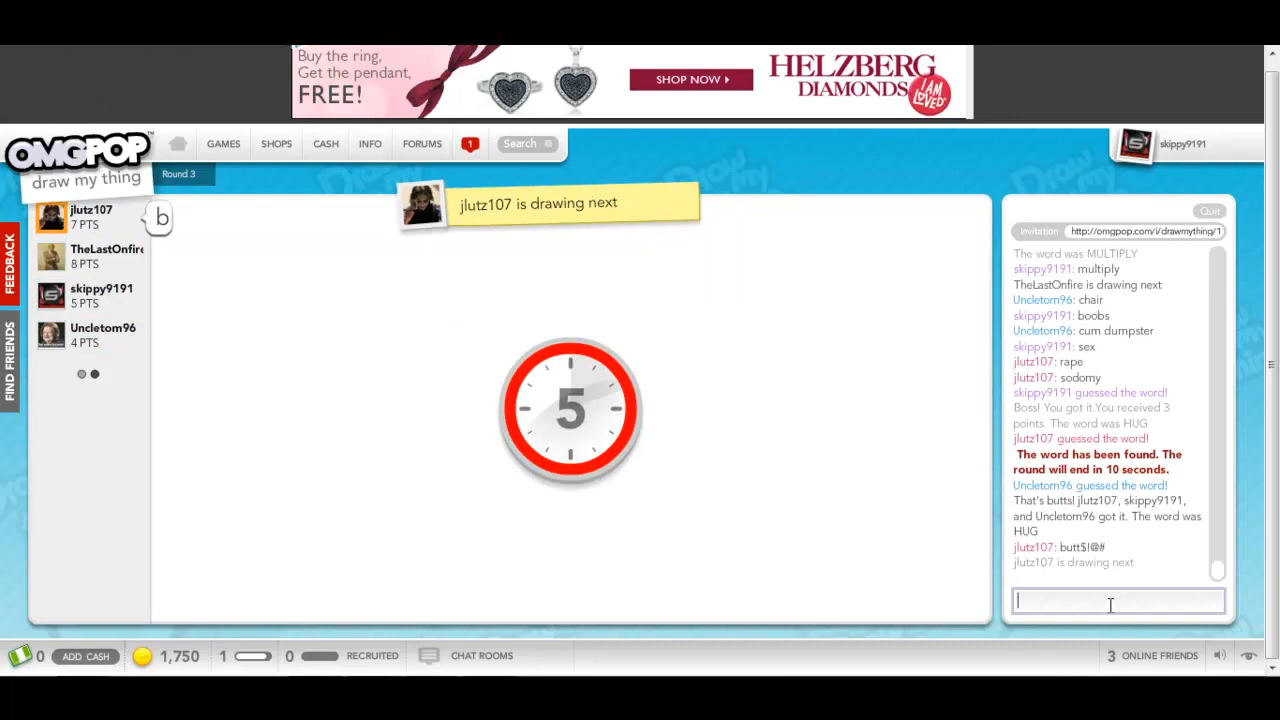 Buy the ring,
Get the pendant,
FREE!
SHOP NOW
HELZBERG
DIAMONDS
I AM
LOVED
OMGPOP
draw my thing
GAMES
SHOPS
CASH
INFO
FORUMS
1
Search
skippy9191
Round 3
jlutz107
7 PTS
b
TheLastOnfire
8 PTS
skippy9191
5 PTS
Uncletom96
4 PTS
FEEDBACK
FIND FRIENDS
jlutz107 is drawing next
5
Quit
Invitation http://omgpop.com/i/drawmything/1
The word was MULTIPLY
skippy9191: multiply
TheLastOnfire is drawing next
Uncletom96: chair
skippy9191: boobs
Uncletom96: cum dumpster
skippy9191: sex
jlutz107: rape
jlutz107: sodomy
skippy9191 guessed the word!
Boss! You got it.You received 3
points. The word was HUG
jlutz107 guessed the word!
The word has been found. The
round will end in 10 seconds.
Uncletom96 guessed the word!
That's butts! jlutz107, skippy9191,
and Uncletom96 got it. The word was
HUG
jlutz107: butt$!@#
jlutz107 is drawing next
0 ADD CASH 1,750 1 0 RECRUITED CHAT ROOMS 3 ONLINE FRIENDS